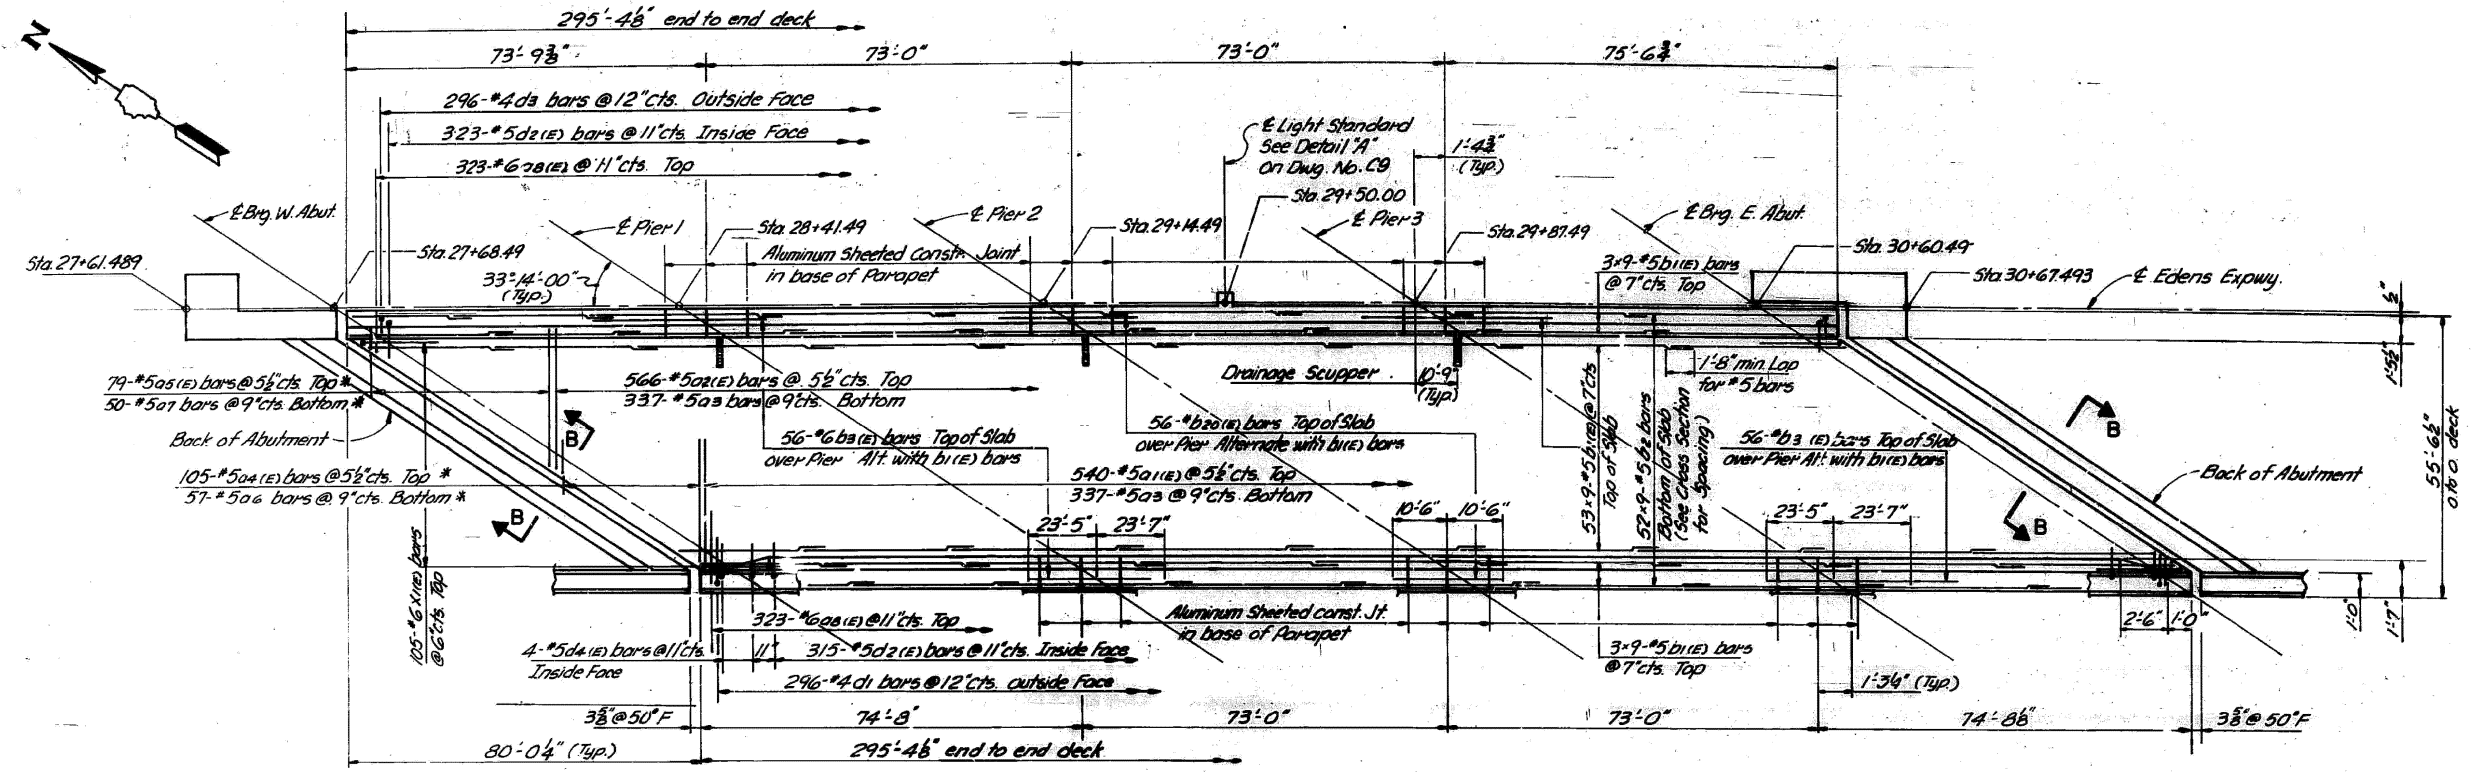 295'-4⅛" end to end deck
73'-9⅜"
73'-0"
73'-0"
75'-6¾"
N
296-#4d3 bars @ 12"cts. Outside Face
323-#5d2(E) bars @ 11"cts. Inside Face
323-#6a8(E) @ 11"cts. Top
℄ Light Standard
See Detail "A"
on Dwg. No. C9
1'-4¾"
(Typ.)
Sta. 29+50.00
℄ Brg. W. Abut.
℄ Pier 1
Sta. 28+41.49
℄ Pier 2
Sta. 29+14.49
℄ Pier 3
Sta. 29+87.49
℄ Brg. E. Abut.
Sta. 30+60.49
Sta. 27+61.489
Sta. 27+68.49
33°-14'-00"
(Typ.)
Aluminum Sheeted Constr. Joint
in base of Parapet
3×9-#5b1(E) bars
@ 7"cts. Top
Sta. 30+67.493
℄ Edens Expwy.
½"
1'-5½"
79-#5a5(E) bars @ 5½"cts. Top *
50-#5a7 bars @ 9"cts. Bottom *
566-#5a2(E) bars @ 5½"cts. Top
337-#5a3 bars @ 9"cts. Bottom
Drainage Scupper
10'-9"
(Typ.)
1'-8" min. Lap
for #5 bars
Back of Abutment
B
B
56-#6b3(E) bars Top of Slab
over Pier Alt. with b1(E) bars
56-#b20(E) bars Top of Slab
over Pier Alternate with b1(E) bars
53×9-#5b1(E)@7"cts
Top of Slab
52×9-#5b2 bars
Bottom of Slab
(See Cross Section
for Spacing)
56-#b3 (E) bars Top of Slab
over Pier Alt. with b1(E) bars
55'-6½"
o. to o. deck
105-#5a4(E) bars @ 5½"cts. Top *
57-#5a6 bars @ 9"cts. Bottom *
540-#5a1(E) @ 5½"cts. Top
337-#5a3 @ 9"cts. Bottom
Back of Abutment
B
B
23'-5"
23'-7"
10'-6"
10'-6"
23'-5"
23'-7"
105-#6x1(E) bars
@ 6"cts. Top
323-#6a8(E) @ 11"cts. Top
Aluminum Sheeted const. Jt.
in base of Parapet
2'-6"
1'-0"
1'-0"
1'-7"
4-#5d4(E) bars @ 11"cts.
Inside Face
11"
315-#5d2(E) bars @ 11"cts. Inside Face
3×9-#5b1(E) bars
@ 7"cts. Top
296-#4d1 bars @ 12"cts. outside Face
1'-3¼" (Typ.)
3⅝" @ 50°F
74'-8"
73'-0"
73'-0"
74'-8⅛"
3⅝" @ 50°F
80'-0¼" (Typ.)
295'-4⅛" end to end deck